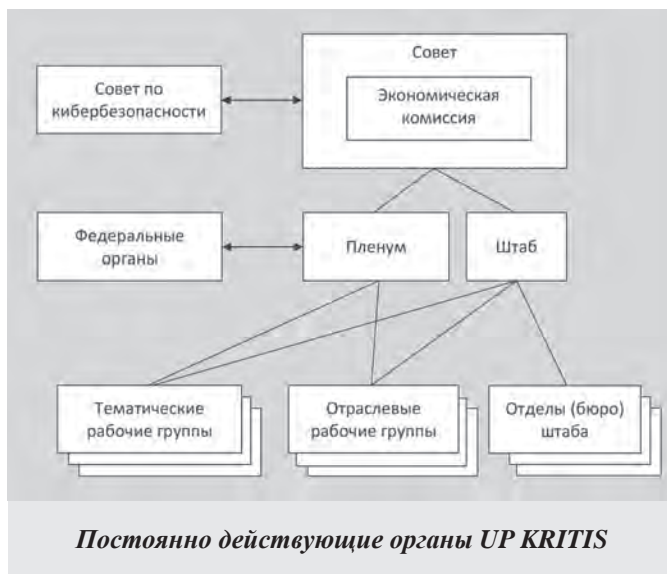 Совет
Экономическая
комиссия
Совет по
кибербезопасности
Федеральные
органы
Пленум
Штаб
Тематические
рабочие группы
Отраслевые
рабочие группы
Отделы (бюро)
штаба
Постоянно действующие органы UP KRITIS